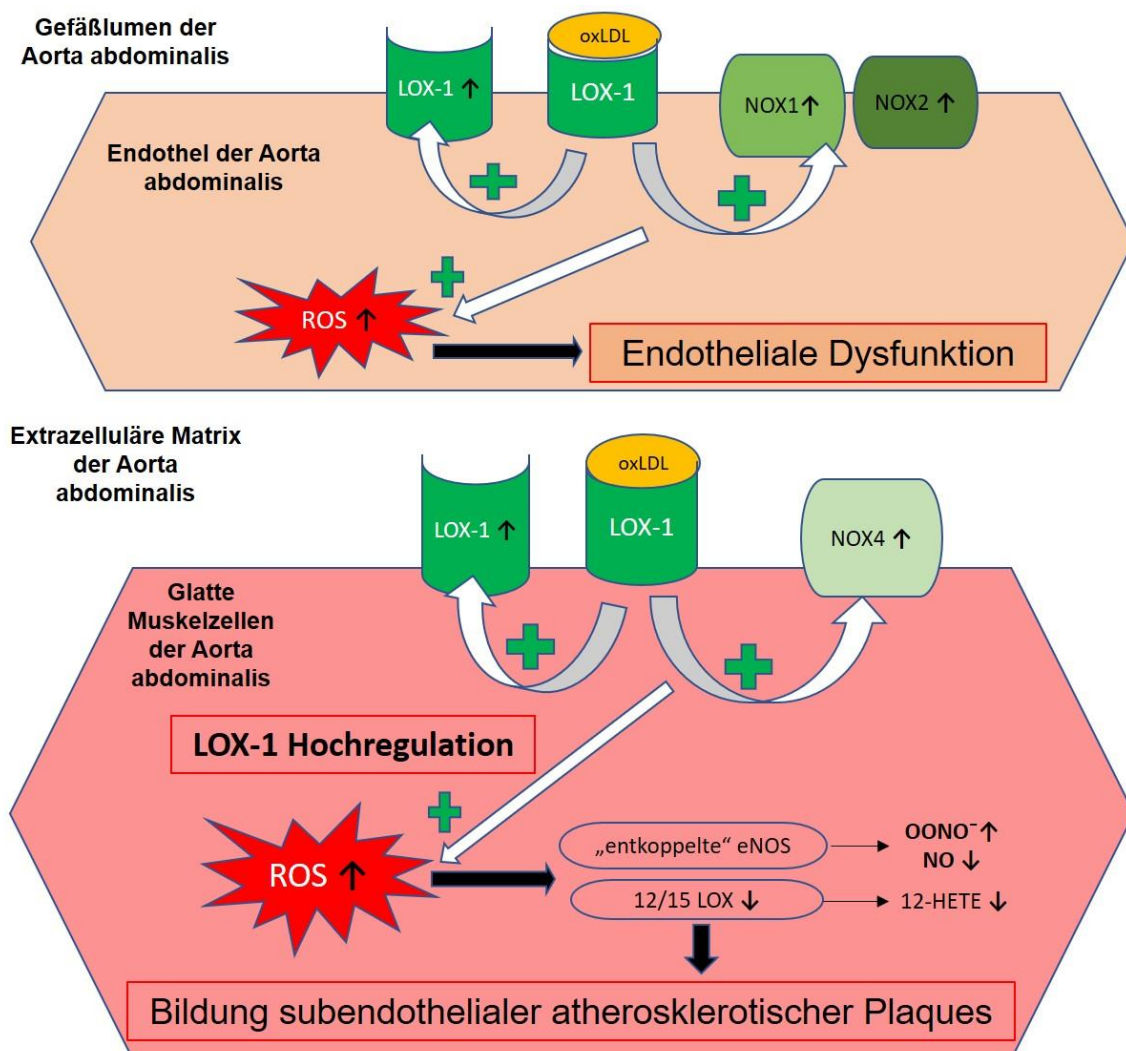 Gefäßlumen der
Aorta abdominalis
oxLDL
LOX-1 ↑
LOX-1
NOX1↑
NOX2 ↑
Endothel der Aorta
abdominalis
ROS ↑
Endotheliale Dysfunktion
Extrazelluläre Matrix
der Aorta
abdominalis
oxLDL
LOX-1 ↑
LOX-1
NOX4 ↑
Glatte
Muskelzellen
der Aorta
abdominalis
LOX-1 Hochregulation
ROS ↑
„entkoppelte“ eNOS
OONO⁻↑
NO ↓
12/15 LOX ↓
12-HETE ↓
Bildung subendothelialer atherosklerotischer Plaques